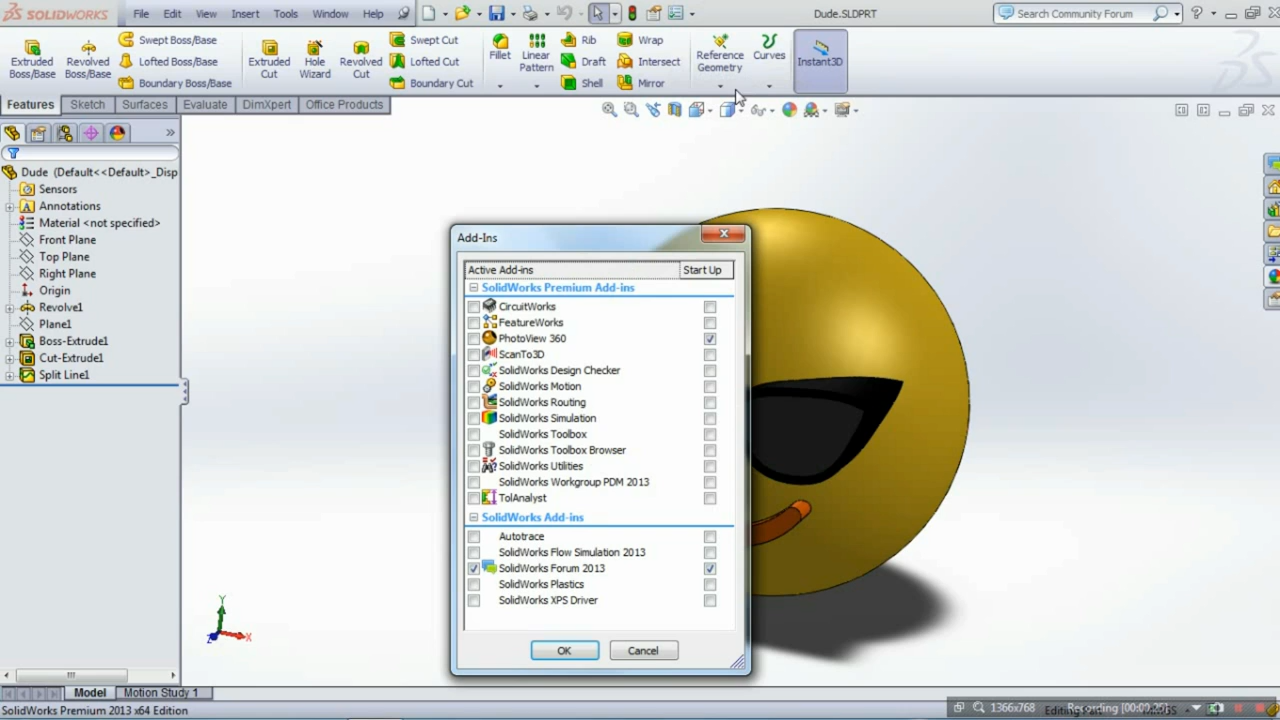 SOLIDWORKS File Edit View Insert Tools Window Help Dude.SLDPRT Search Community Forum
Extruded Boss/Base
Revolved Boss/Base
Swept Boss/Base
Lofted Boss/Base
Boundary Boss/Base
Extruded Cut
Hole Wizard
Revolved Cut
Swept Cut
Lofted Cut
Boundary Cut
Fillet
Linear Pattern
Rib
Draft
Shell
Wrap
Intersect
Mirror
Reference Geometry
Curves
Instant3D
Features Sketch Surfaces Evaluate DimXpert Office Products
Dude (Default<<Default>_Disp
Sensors
Annotations
Material <not specified>
Front Plane
Top Plane
Right Plane
Origin
Revolve1
Plane1
Boss-Extrude1
Cut-Extrude1
Split Line1
Add-Ins
Active Add-ins Start Up
SolidWorks Premium Add-ins
CircuitWorks
FeatureWorks
PhotoView 360
ScanTo3D
SolidWorks Design Checker
SolidWorks Motion
SolidWorks Routing
SolidWorks Simulation
SolidWorks Toolbox
SolidWorks Toolbox Browser
SolidWorks Utilities
SolidWorks Workgroup PDM 2013
TolAnalyst
SolidWorks Add-ins
Autotrace
SolidWorks Flow Simulation 2013
SolidWorks Forum 2013
SolidWorks Plastics
SolidWorks XPS Driver
OK Cancel
Y
X
Z
Model Motion Study 1
SolidWorks Premium 2013 x64 Edition 1366x768 Editing Recording